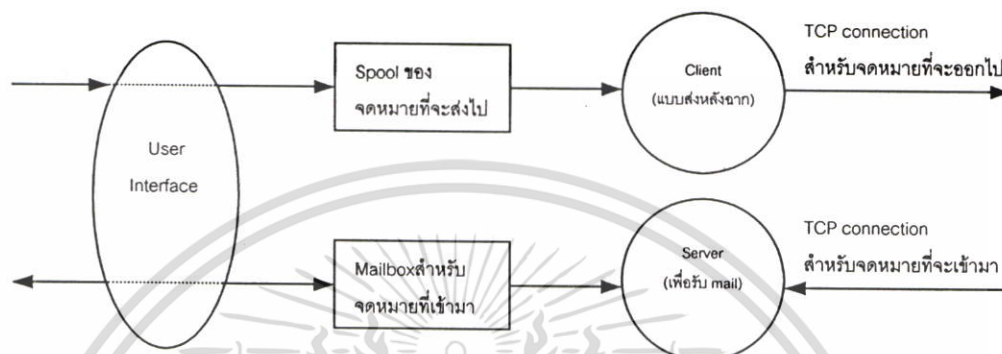 User
Interface
Spool ของ
จดหมายที่จะส่งไป
Client
(แบบส่งหลังฉาก)
TCP connection
สำหรับจดหมายที่จะออกไป
Mailboxสำหรับ
จดหมายที่เข้ามา
Server
(เพื่อรับ mail)
TCP connection
สำหรับจดหมายที่จะเข้ามา